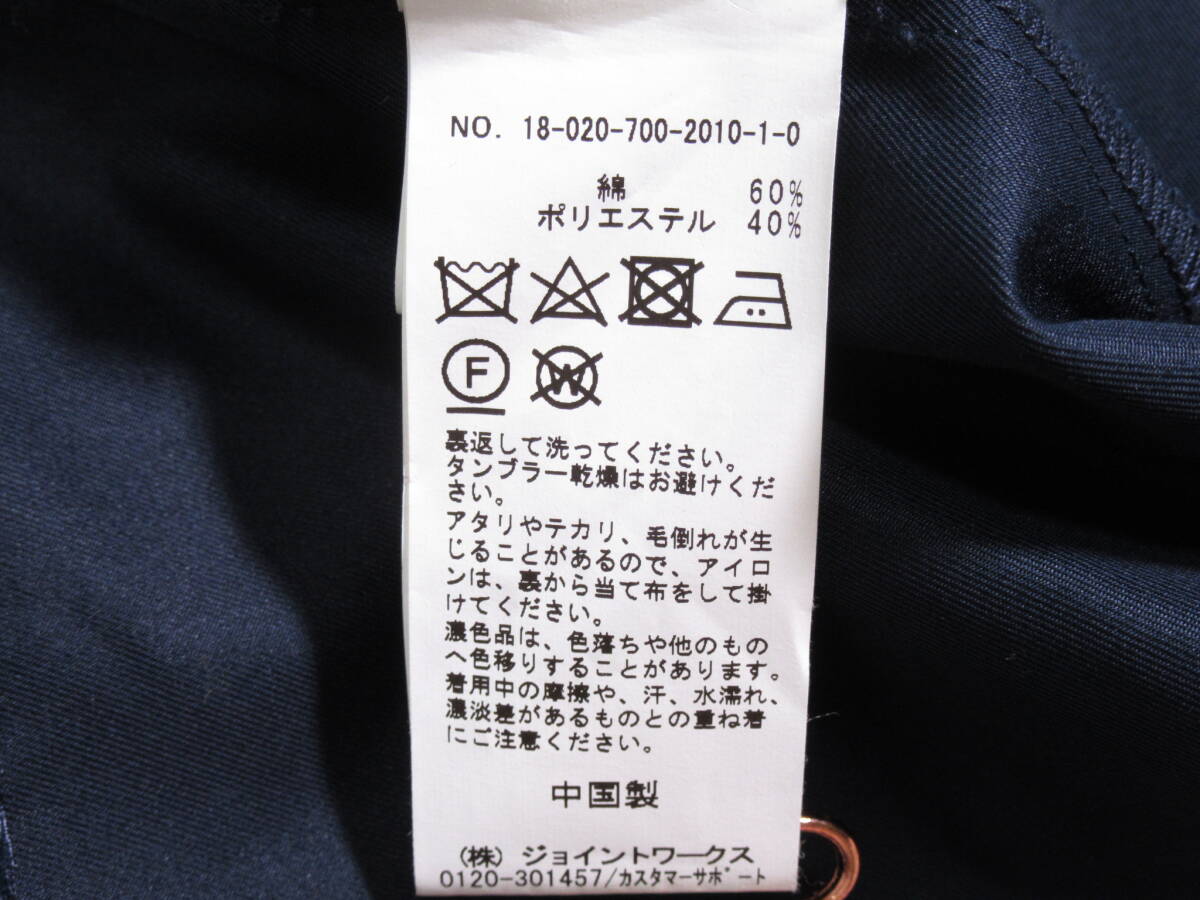 NO. 18-020-700-2010-1-0
綿 60%
ポリエステル 40%
F
W
裏返して洗ってください。
タンブラー乾燥はお避けくだ
さい。
アタリやテカリ、毛倒れが生
じることがあるので、アイロ
ンは、裏から当て布をして掛
けてください。
濃色品は、色落ちや他のもの
へ色移りすることがあります。
着用中の摩擦や、汗、水濡れ、
濃淡差があるものとの重ね着
にご注意ください。
中国製
(株) ジョイントワークス
0120-301457/カスタマーサポート